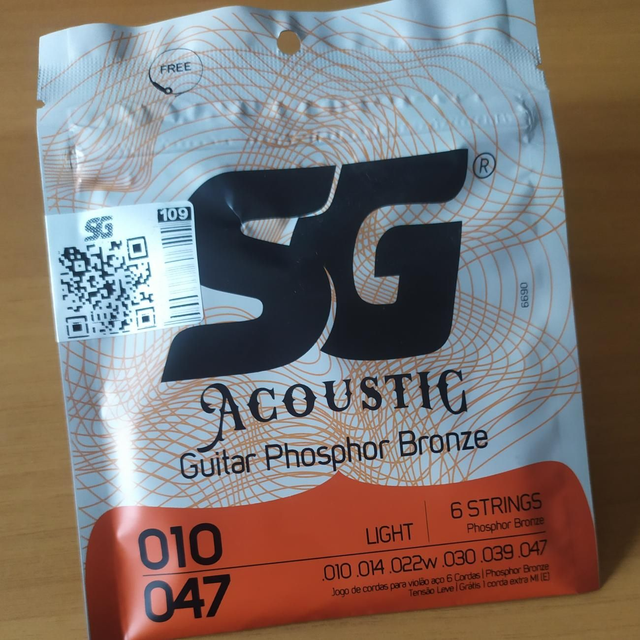 FREE
SG®
SG
109
6690
ACOUSTIC
Guitar Phosphor Bronze
010
047
LIGHT
6 STRINGS
Phosphor Bronze
.010 .014 .022w .030 .039 .047
Jogo de cordas para violão aço 6 Cordas | Phosphor Bronze
Tensão Leve | Grátis 1 corda extra MI (E)